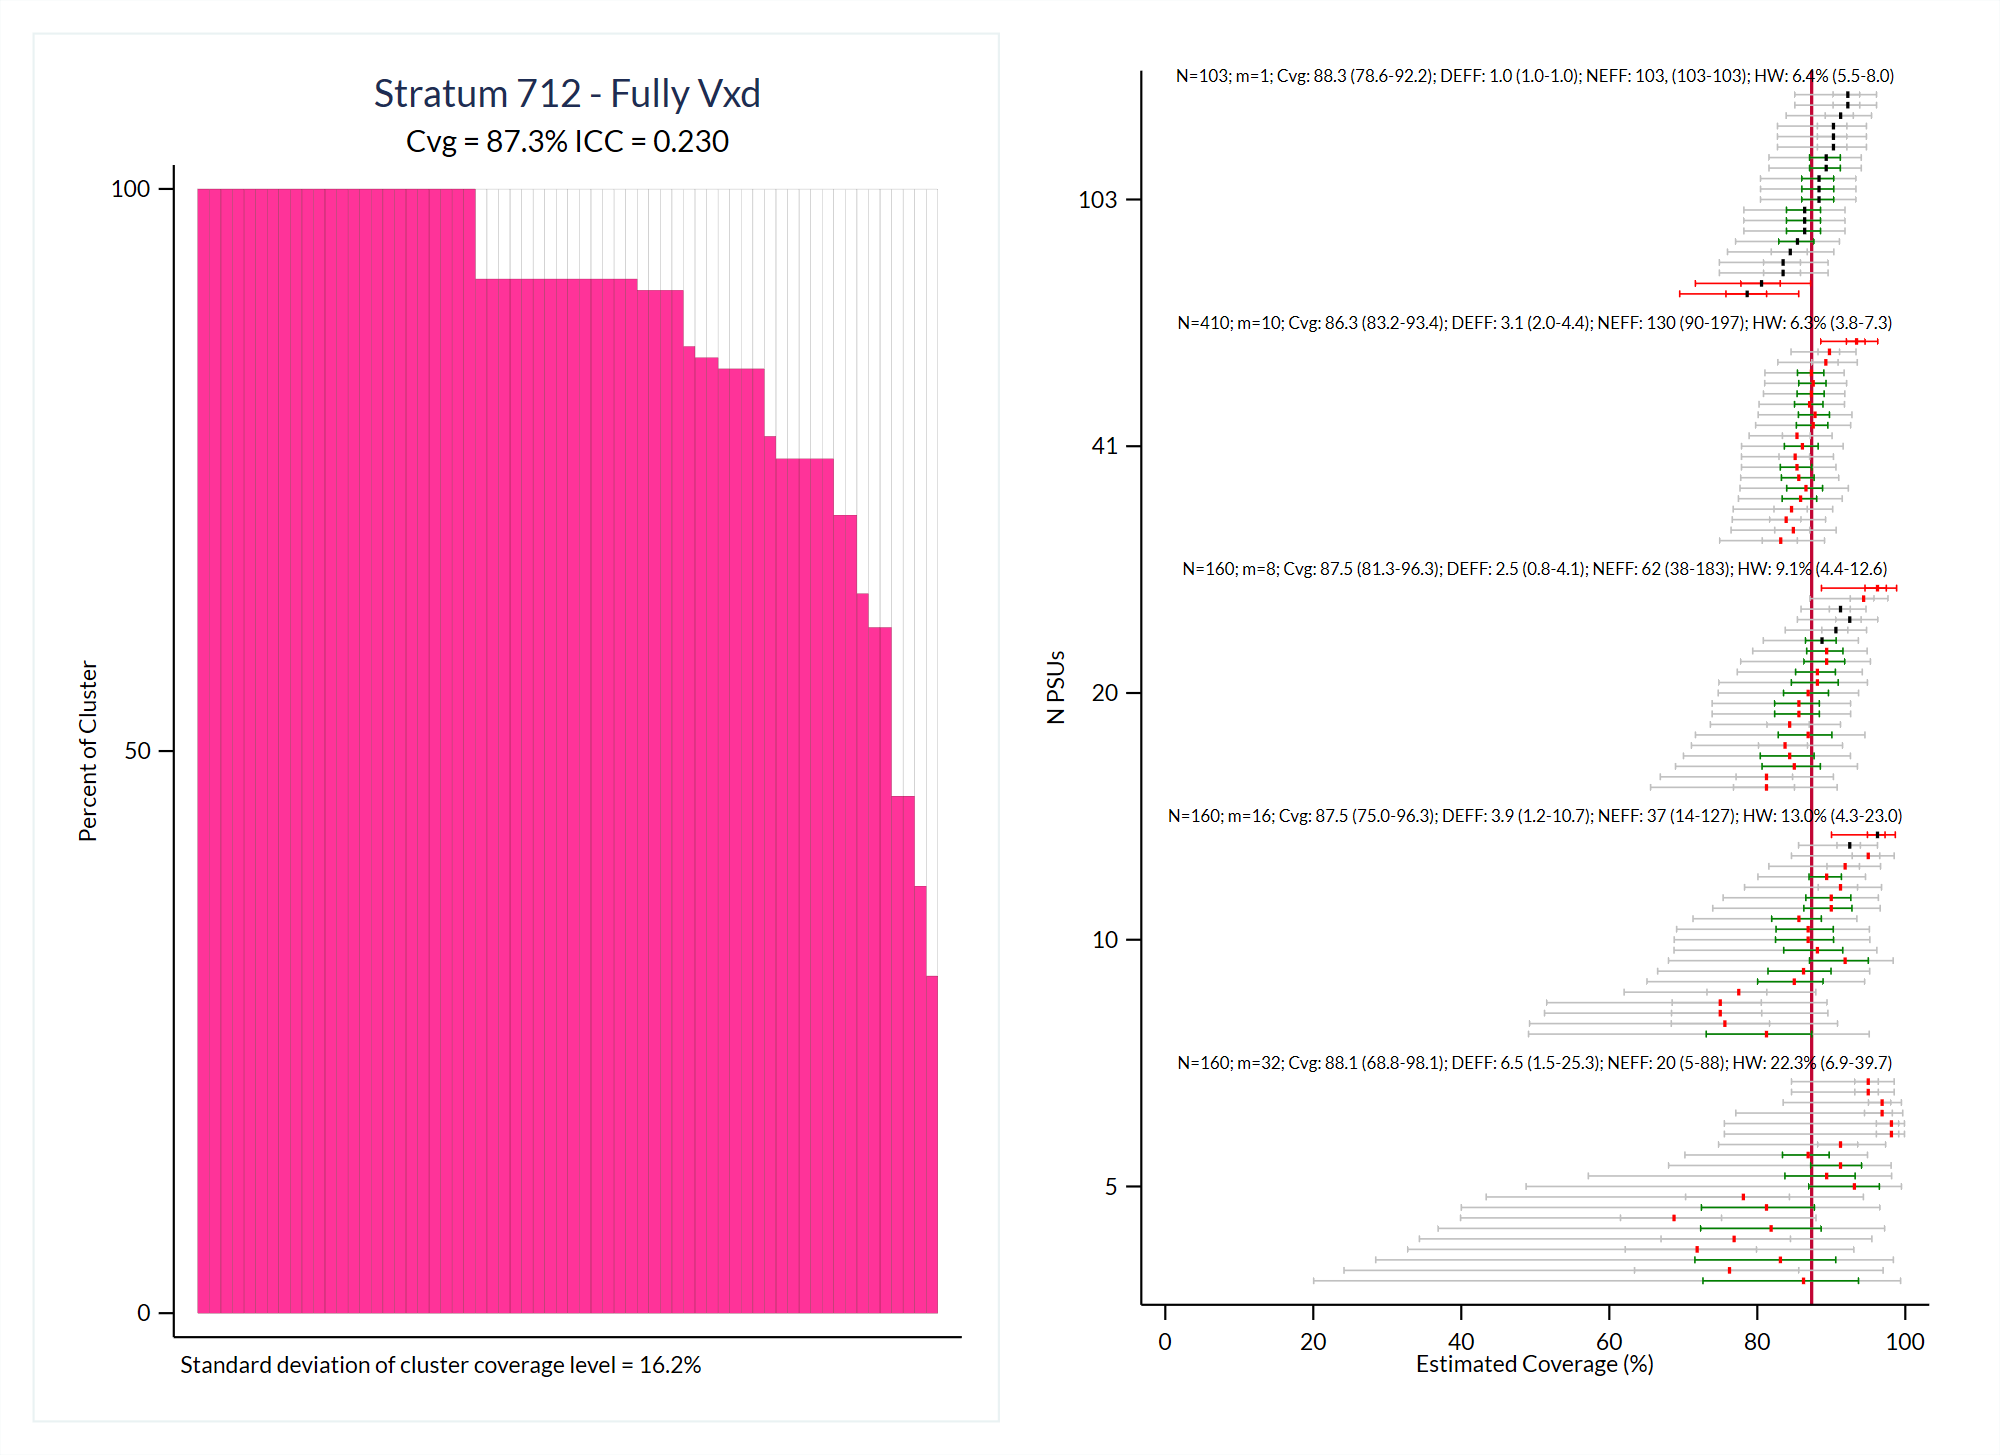 Stratum 712 - Fully Vxd
Cvg = 87.3% ICC = 0.230
100
50
0
Percent of Cluster
Standard deviation of cluster coverage level = 16.2%
N=103; m=1; Cvg: 88.3 (78.6-92.2); DEFF: 1.0 (1.0-1.0); NEFF: 103, (103-103); HW: 6.4% (5.5-8.0)
103
N=410; m=10; Cvg: 86.3 (83.2-93.4); DEFF: 3.1 (2.0-4.4); NEFF: 130 (90-197); HW: 6.3% (3.8-7.3)
41
N=160; m=8; Cvg: 87.5 (81.3-96.3); DEFF: 2.5 (0.8-4.1); NEFF: 62 (38-183); HW: 9.1% (4.4-12.6)
20
N=160; m=16; Cvg: 87.5 (75.0-96.3); DEFF: 3.9 (1.2-10.7); NEFF: 37 (14-127); HW: 13.0% (4.3-23.0)
10
N=160; m=32; Cvg: 88.1 (68.8-98.1); DEFF: 6.5 (1.5-25.3); NEFF: 20 (5-88); HW: 22.3% (6.9-39.7)
5
N PSUs
0 20 40 60 80 100
Estimated Coverage (%)